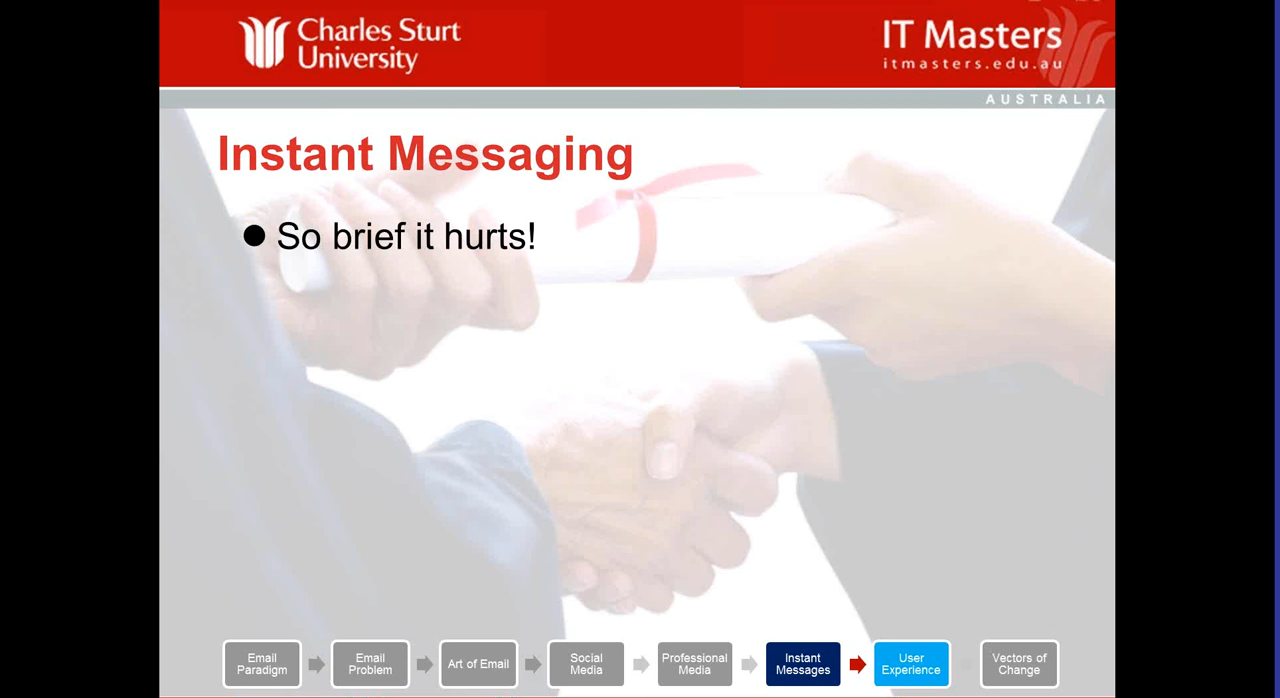 Charles Sturt
University
IT Masters
itmasters.edu.au
AUSTRALIA
Instant Messaging
● So brief it hurts!
Email
Paradigm
Email
Problem
Art of Email
Social
Media
Professional
Media
Instant
Messages
User
Experience
Vectors of
Change